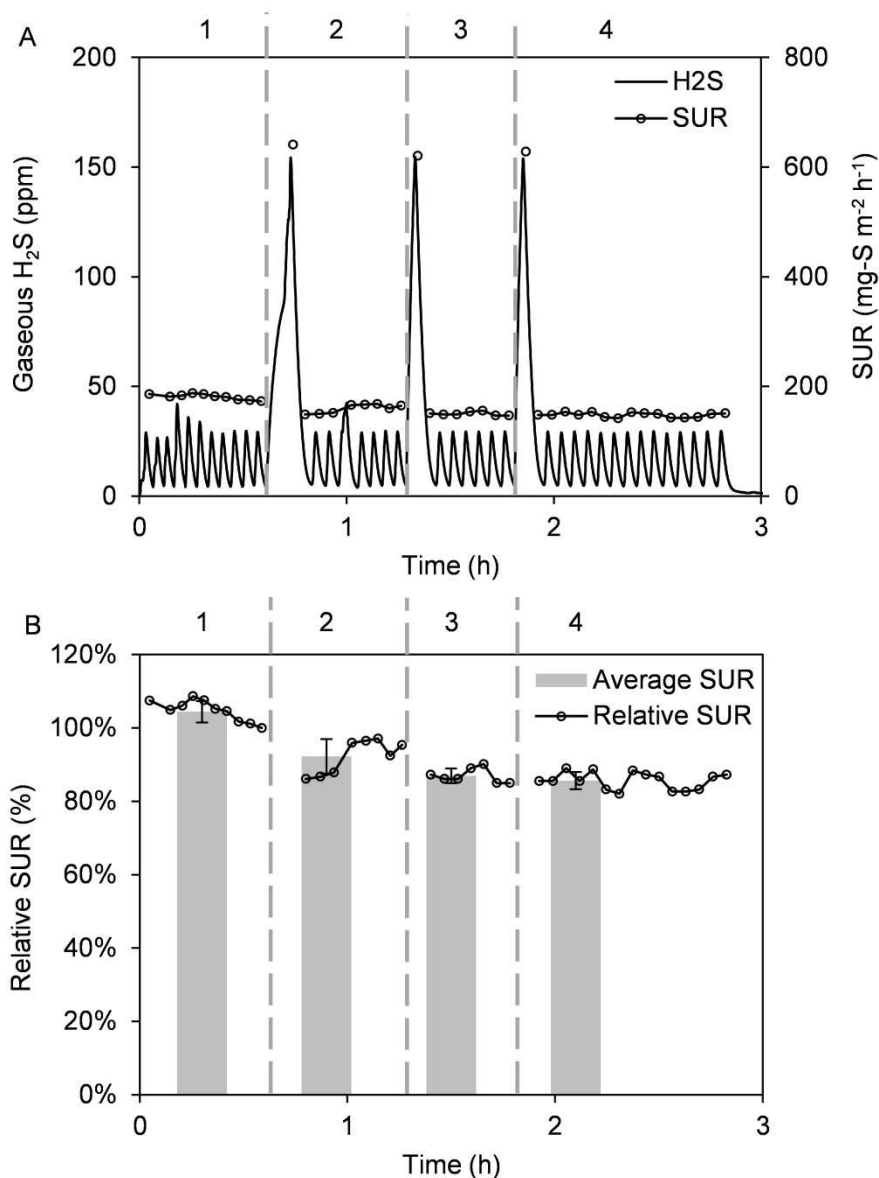 A
1 2 3 4
200
150
100
50
0
Gaseous H₂S (ppm)
H2S
SUR
800
600
400
200
0
SUR (mg-S m⁻² h⁻¹)
0 1 2 3
Time (h)
B
1 2 3 4
120%
100%
80%
60%
40%
20%
0%
Relative SUR (%)
Average SUR
Relative SUR
0 1 2 3
Time (h)